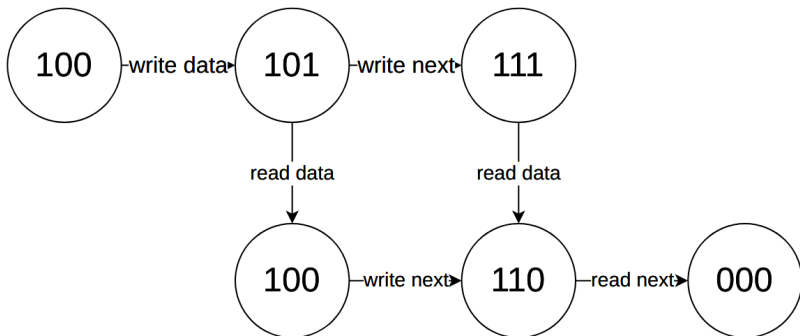 100 write data 101 write next 111
read data read data
100 write next 110 read next 000